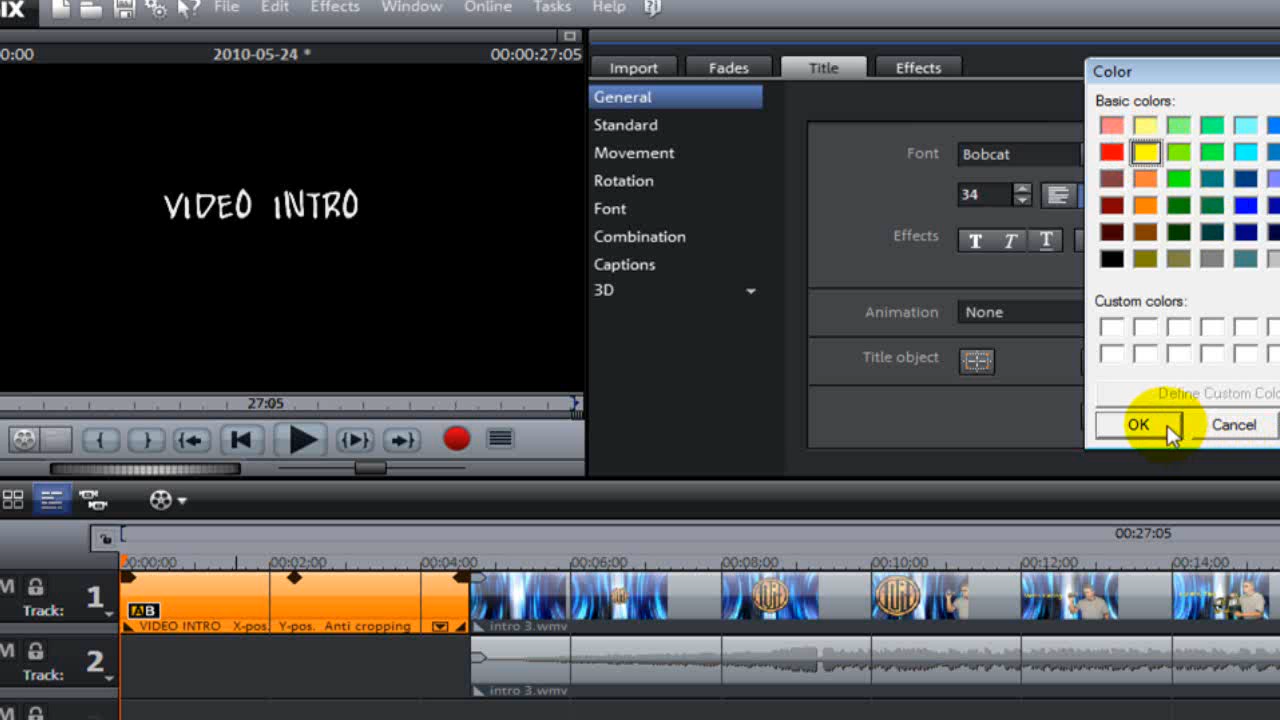 IX File Edit Effects Window Online Tasks Help
0:00 2010-05-24 * 00:00:27:05
Import Fades Title Effects
General
Standard
Movement
Rotation
Font
Combination
Captions
3D
VIDEO INTRO
Font Bobcat
34
Effects T T T
Animation None
Title object
Color
Basic colors:
Custom colors:
Define Custom Colo
OK Cancel
27:05
00:27:05
00:00:00 00:02:00 00:04:00 00:06:00 00:08:00 00:10:00 00:12:00 00:14:00
M Track: 1
AB
VIDEO INTRO X-pos. Y-pos. Anti cropping
intro 3.wmv
M Track: 2
intro 3.wmv
M